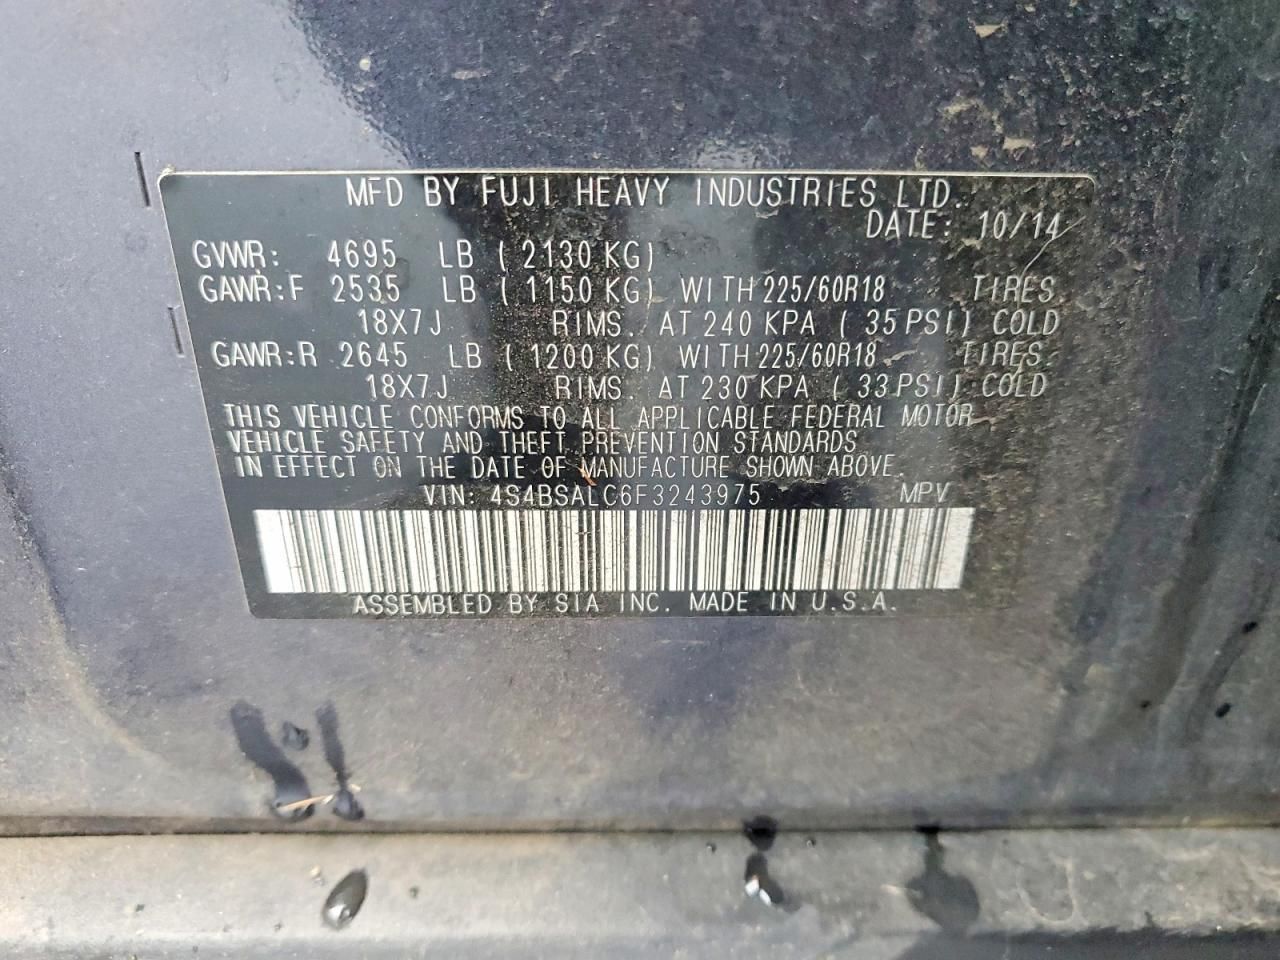 MFD BY FUJI HEAVY INDUSTRIES LTD.
DATE: 10/14
GVWR: 4695 LB ( 2130 KG)
GAWR:F 2535 LB ( 1150 KG) WITH 225/60R18 TIRES
18X7J RIMS. AT 240 KPA ( 35 PSI) COLD
GAWR:R 2645 LB ( 1200 KG) WITH 225/60R18 TIRES.
18X7J RIMS. AT 230 KPA ( 33 PSI) COLD
THIS VEHICLE CONFORMS TO ALL APPLICABLE FEDERAL MOTOR
VEHICLE SAFETY AND THEFT PREVENTION STANDARDS
IN EFFECT ON THE DATE OF MANUFACTURE SHOWN ABOVE.
VIN: 4S4BSALC6F3243975 MPV
ASSEMBLED BY SIA INC. MADE IN U.S.A.